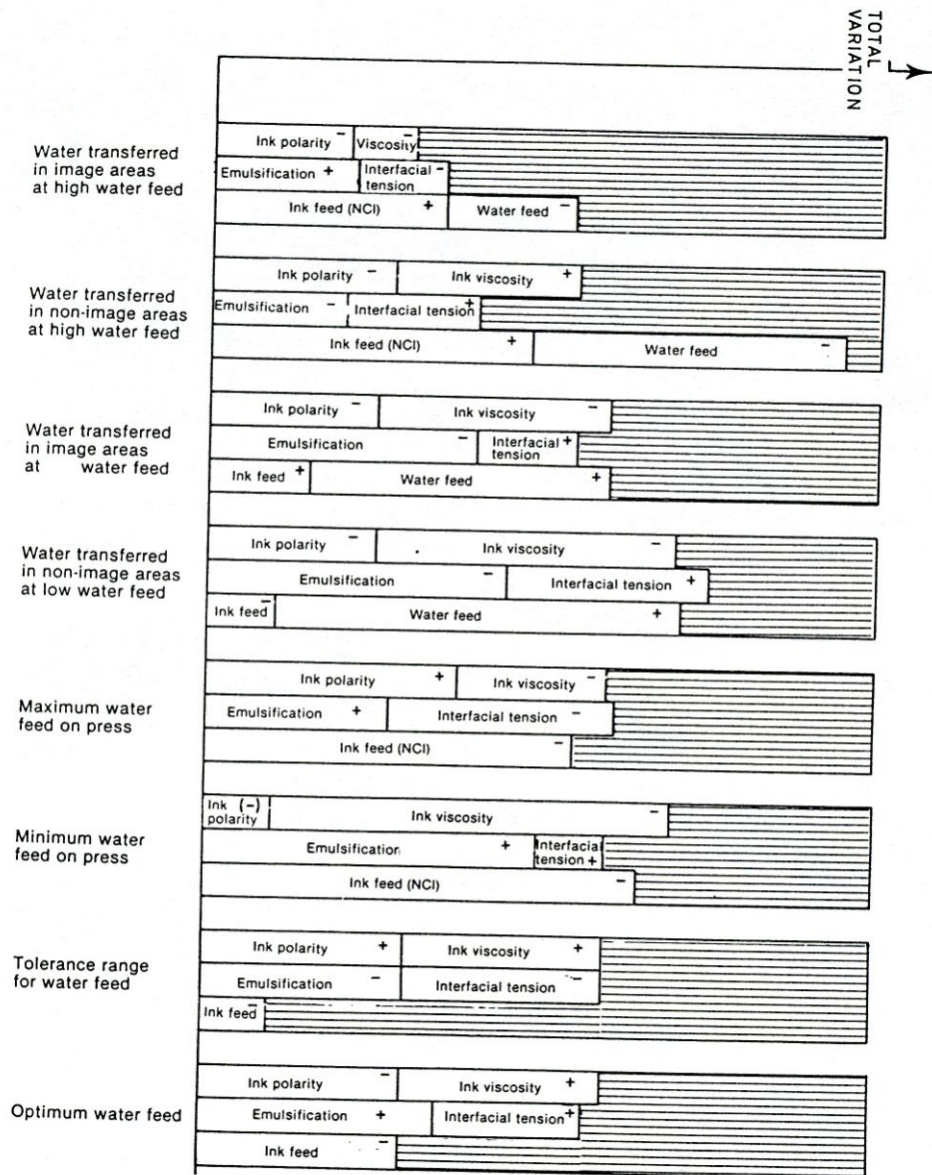 TOTAL
VARIATION
Water transferred
in image areas
at high water feed
Ink polarity −
Viscosity −
Emulsification +
Interfacial −
tension
Ink feed (NCI) +
Water feed −
Water transferred
in non-image areas
at high water feed
Ink polarity −
Ink viscosity +
Emulsification −
Interfacial tension +
Ink feed (NCI) +
Water feed −
Water transferred
in image areas
at water feed
Ink polarity −
Ink viscosity −
Emulsification −
Interfacial +
tension
Ink feed +
Water feed +
Water transferred
in non-image areas
at low water feed
Ink polarity −
Ink viscosity −
Emulsification −
Interfacial tension +
Ink feed −
Water feed +
Maximum water
feed on press
Ink polarity +
Ink viscosity −
Emulsification +
Interfacial tension −
Ink feed (NCI) −
Minimum water
feed on press
Ink (−)
polarity
Ink viscosity −
Emulsification +
Interfacial
tension +
Ink feed (NCI) −
Tolerance range
for water feed
Ink polarity +
Ink viscosity +
Emulsification −
Interfacial tension −
Ink feed −
Optimum water feed
Ink polarity −
Ink viscosity +
Emulsification +
Interfacial tension +
Ink feed −